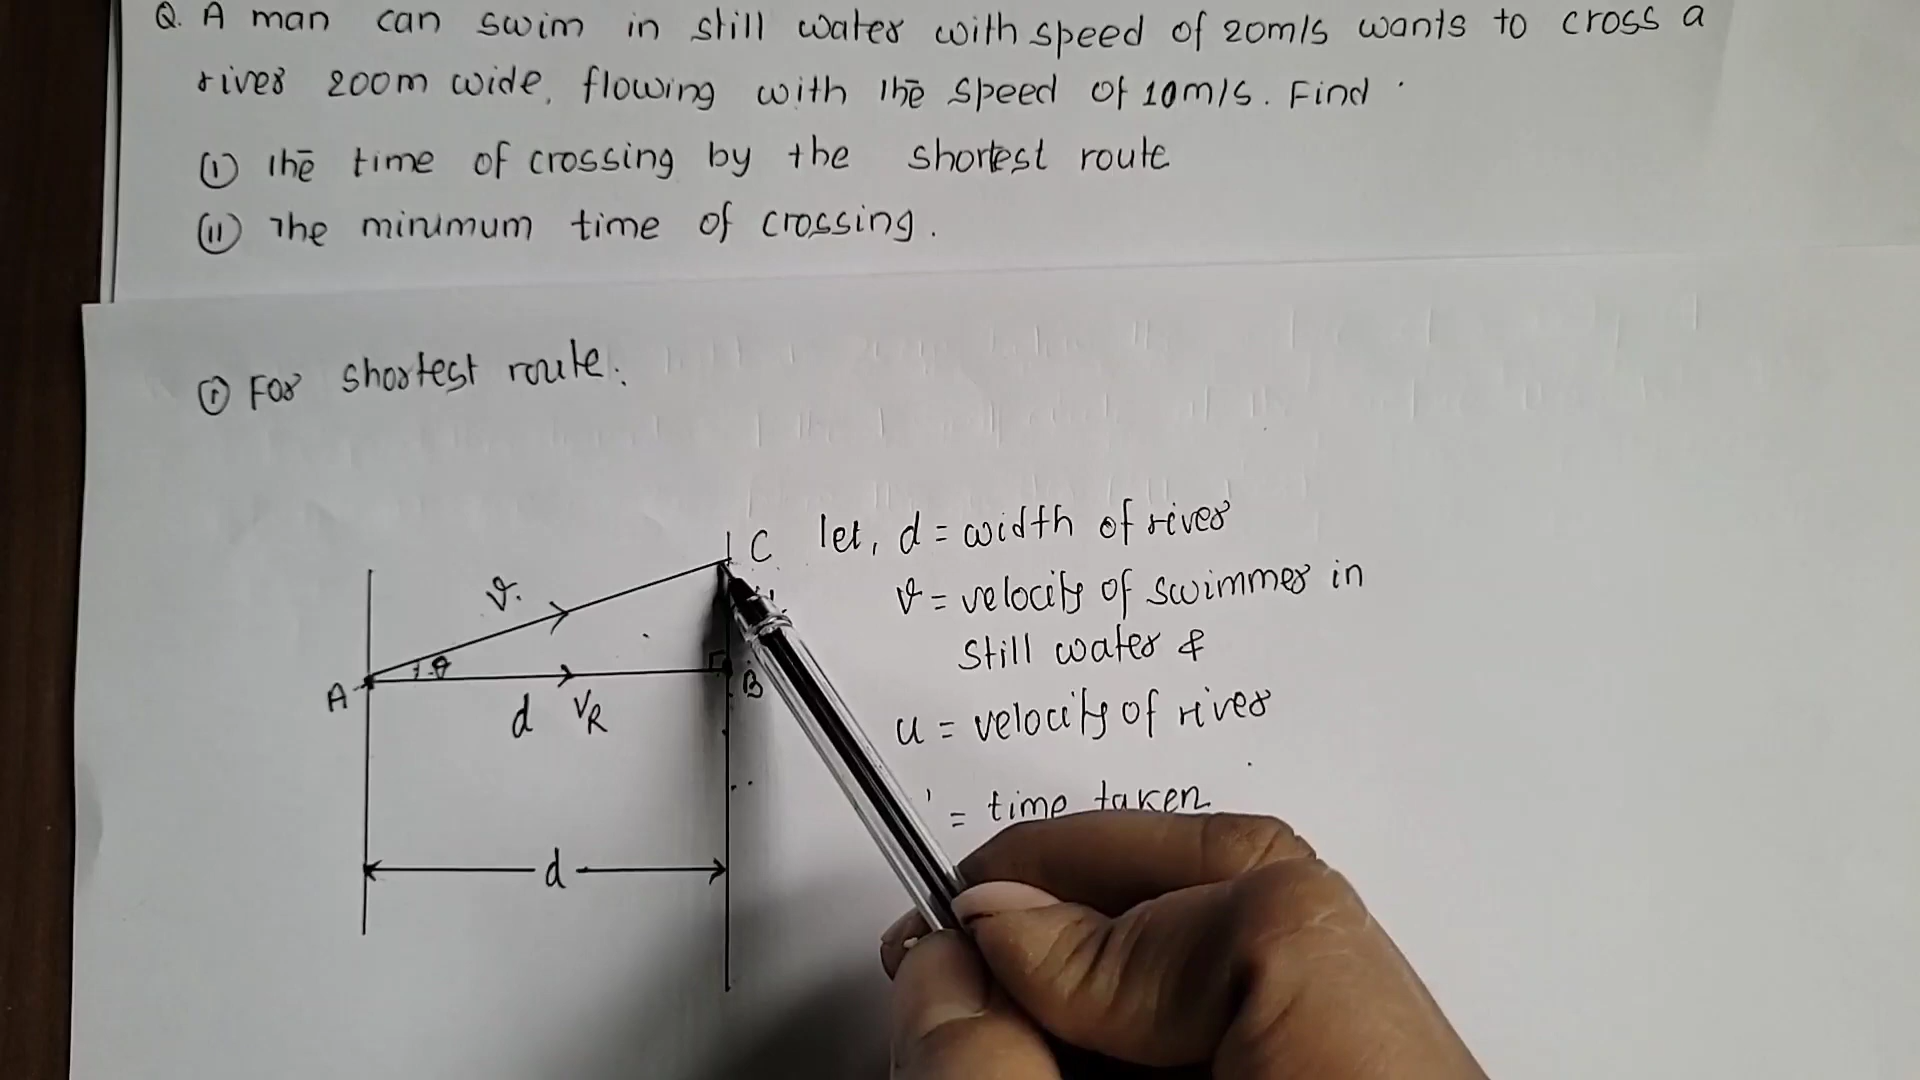 Q. A man can swim in still water with speed of 20m/s wants to cross a
river 200m wide, flowing with the speed of 10m/s. Find
(I) The time of crossing by the shortest route
(II) The minimum time of crossing.
(I) For shortest route:
C
let, d = width of river
v.
v = velocity of swimmer in
still water &
θ
A
B
d VR
u = velocity of river
= time taken
d